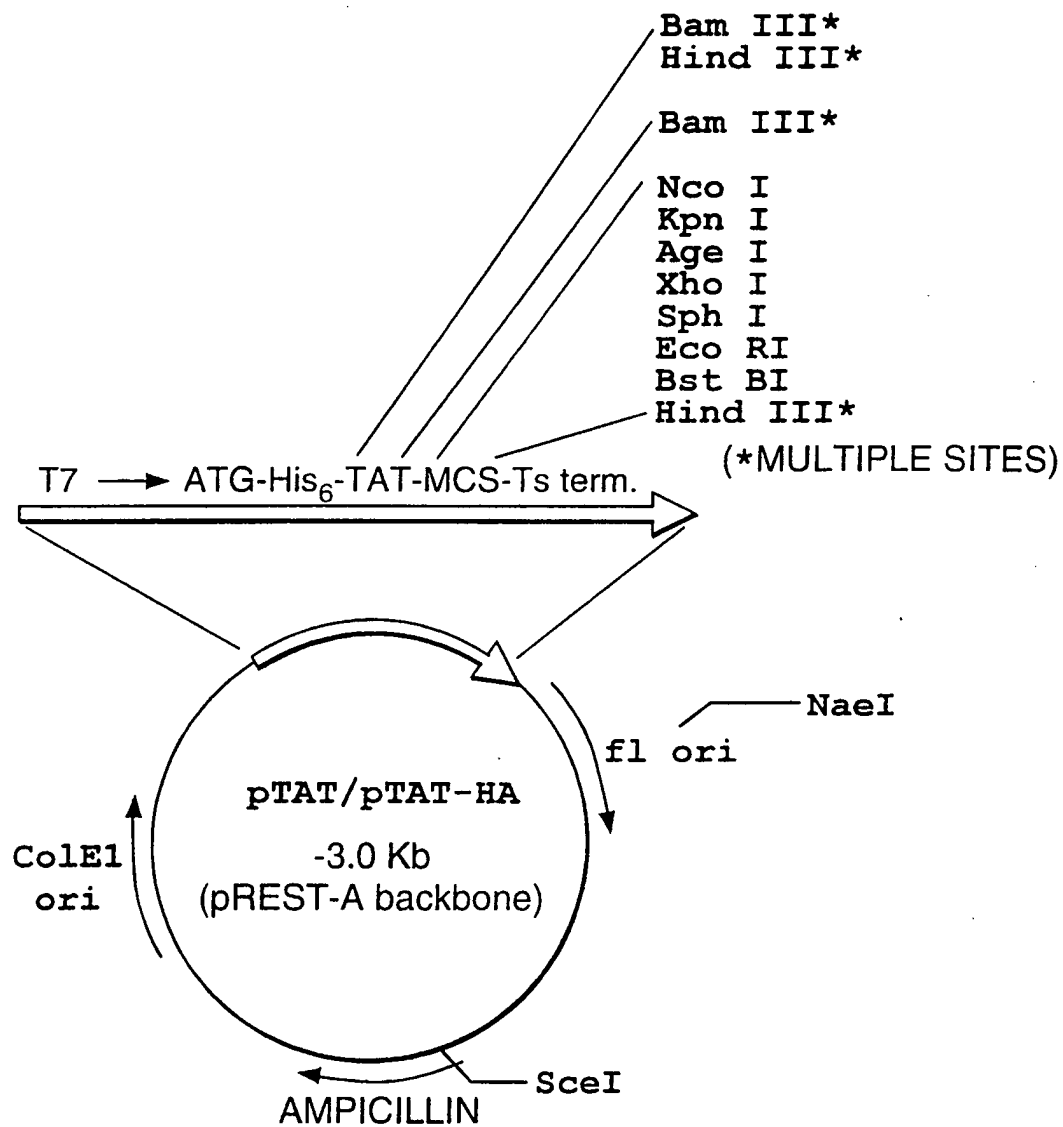 Bam III*
Hind III*
Bam III*
Nco I
Kpn I
Age I
Xho I
Sph I
Eco RI
Bst BI
Hind III*
(*MULTIPLE SITES)
T7 → ATG-His6-TAT-MCS-Ts term.
NaeI
fl ori
pTAT/pTAT-HA
-3.0 Kb
(pREST-A backbone)
ColE1
ori
SceI
AMPICILLIN